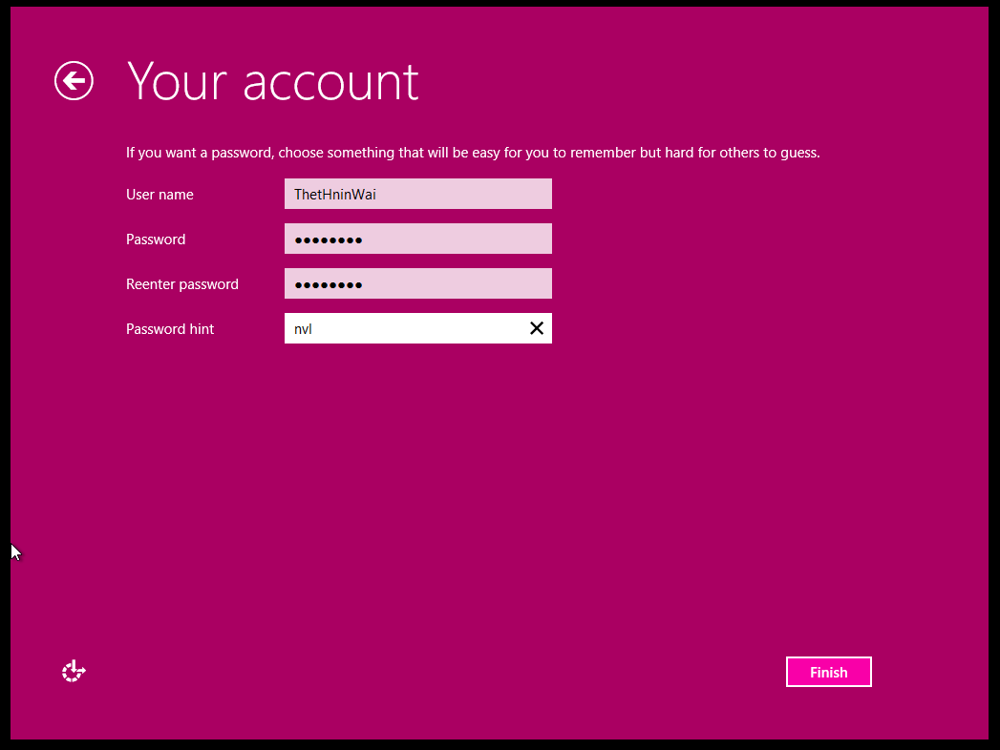 Your account
If you want a password, choose something that will be easy for you to remember but hard for others to guess.
User name ThetHninWai
Password ••••••••
Reenter password ••••••••
Password hint nvl
Finish